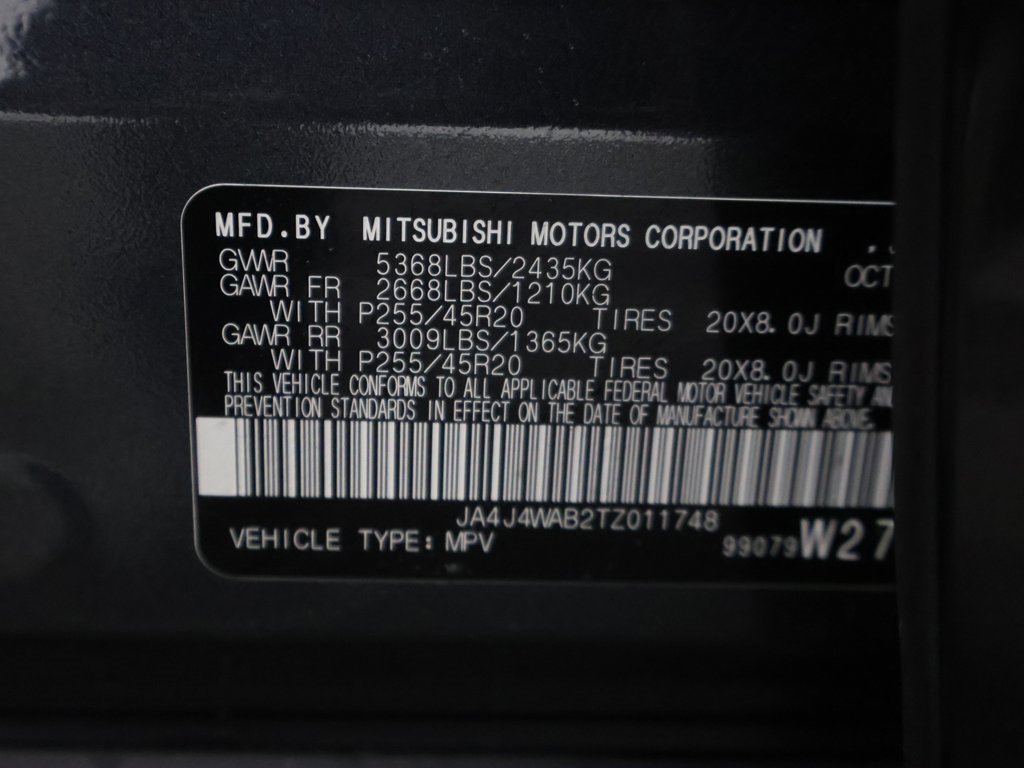 MFD.BY MITSUBISHI MOTORS CORPORATION
GVWR 5368LBS/2435KG OCT
GAWR FR 2668LBS/1210KG
WITH P255/45R20 TIRES 20X8.0J RIMS
GAWR RR 3009LBS/1365KG
WITH P255/45R20 TIRES 20X8.0J RIMS
THIS VEHICLE CONFORMS TO ALL APPLICABLE FEDERAL MOTOR VEHICLE SAFETY AN
PREVENTION STANDARDS IN EFFECT ON THE DATE OF MANUFACTURE SHOWN ABOVE.
JA4J4WAB2TZ011748
VEHICLE TYPE: MPV 99079 W27